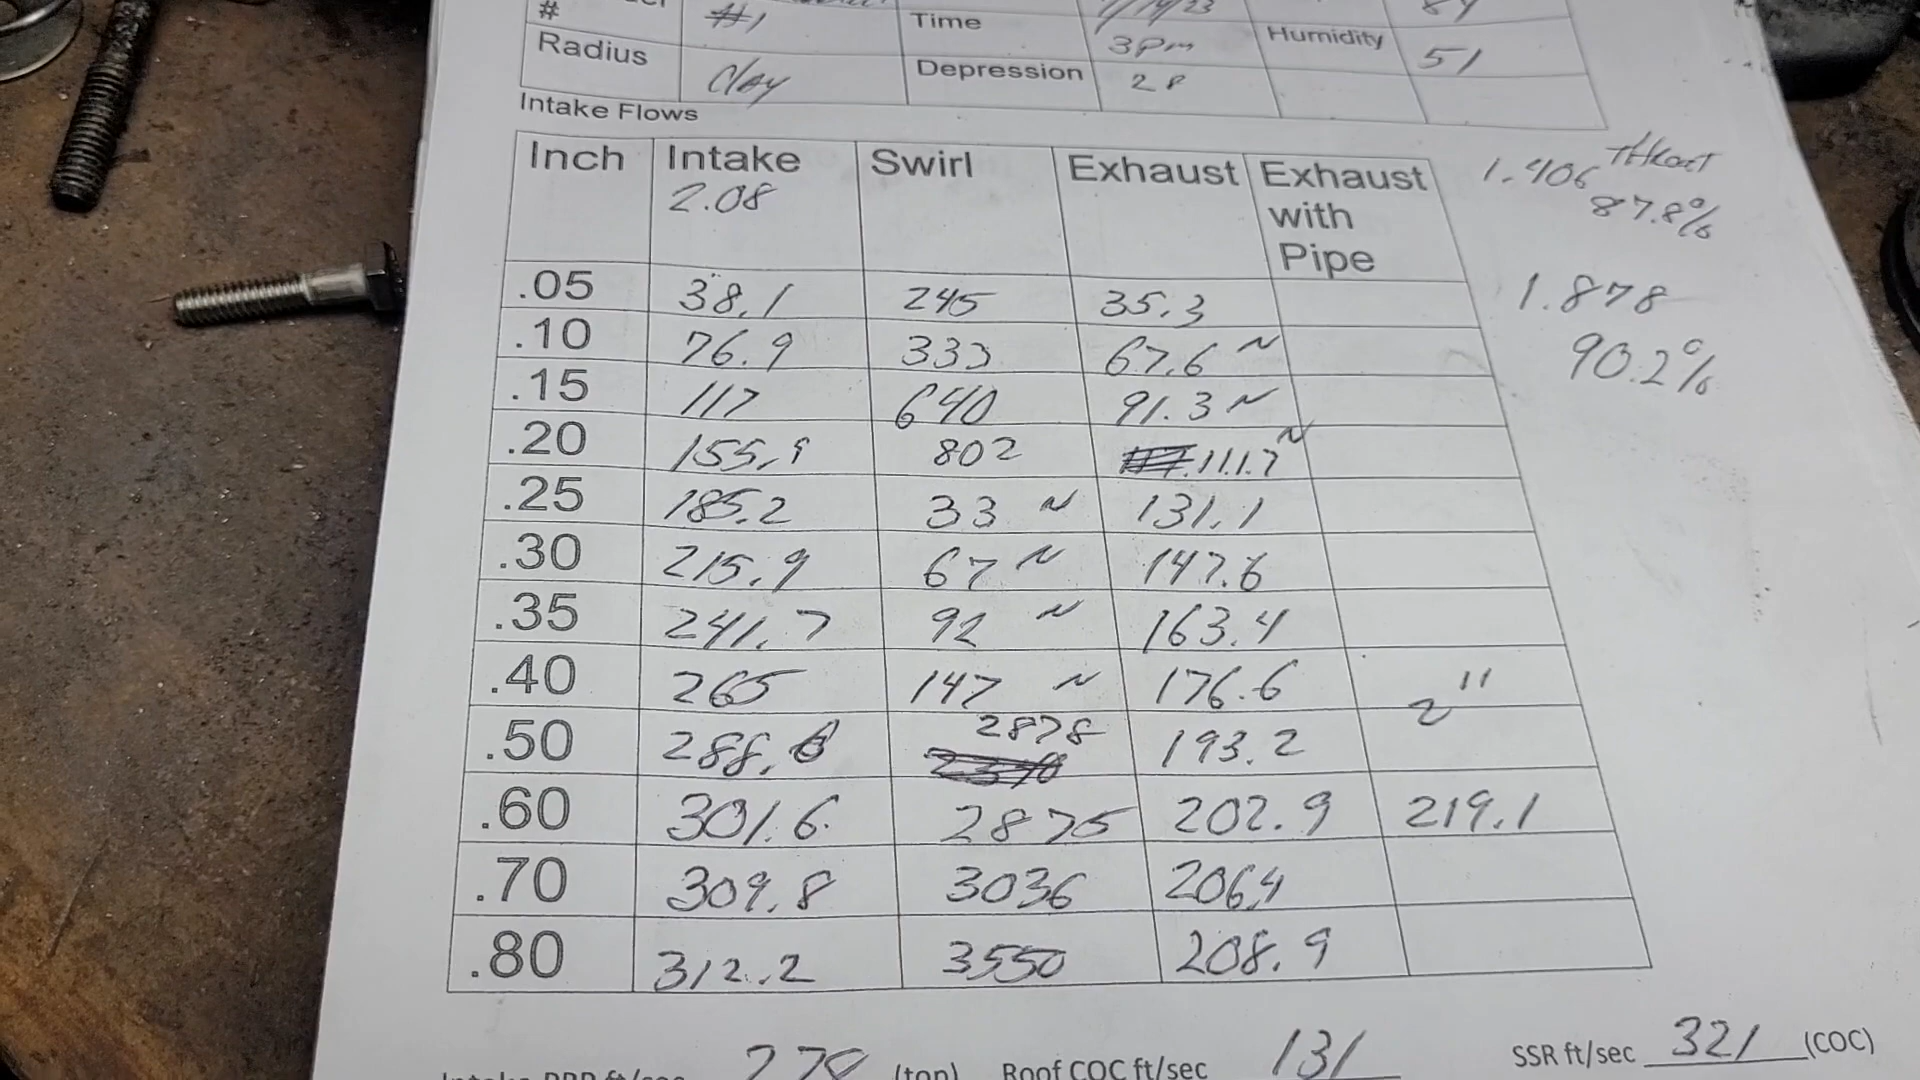 # #1 Time 3pm Humidity 51
Radius Clay Depression 28
Intake Flows
Inch Intake Swirl Exhaust Exhaust with Pipe
2.08
1.406 THROAT
87.8%
1.878
90.2%
.05 38.1 245 35.3
.10 76.9 333 67.6 ~
.15 117 640 91.3 ~
.20 155.9 802 111.7 ~
.25 185.2 33 ~ 131.1
.30 215.9 67 ~ 147.6
.35 241.7 92 ~ 163.4
.40 265 147 ~ 176.6 2"
.50 288.6 2878 193.2
.60 301.6 2875 202.9 219.1
.70 309.8 3036 206.4
.80 312.2 3550 208.9
(top) Roof COC ft/sec 131 SSR ft/sec 321 (COC)